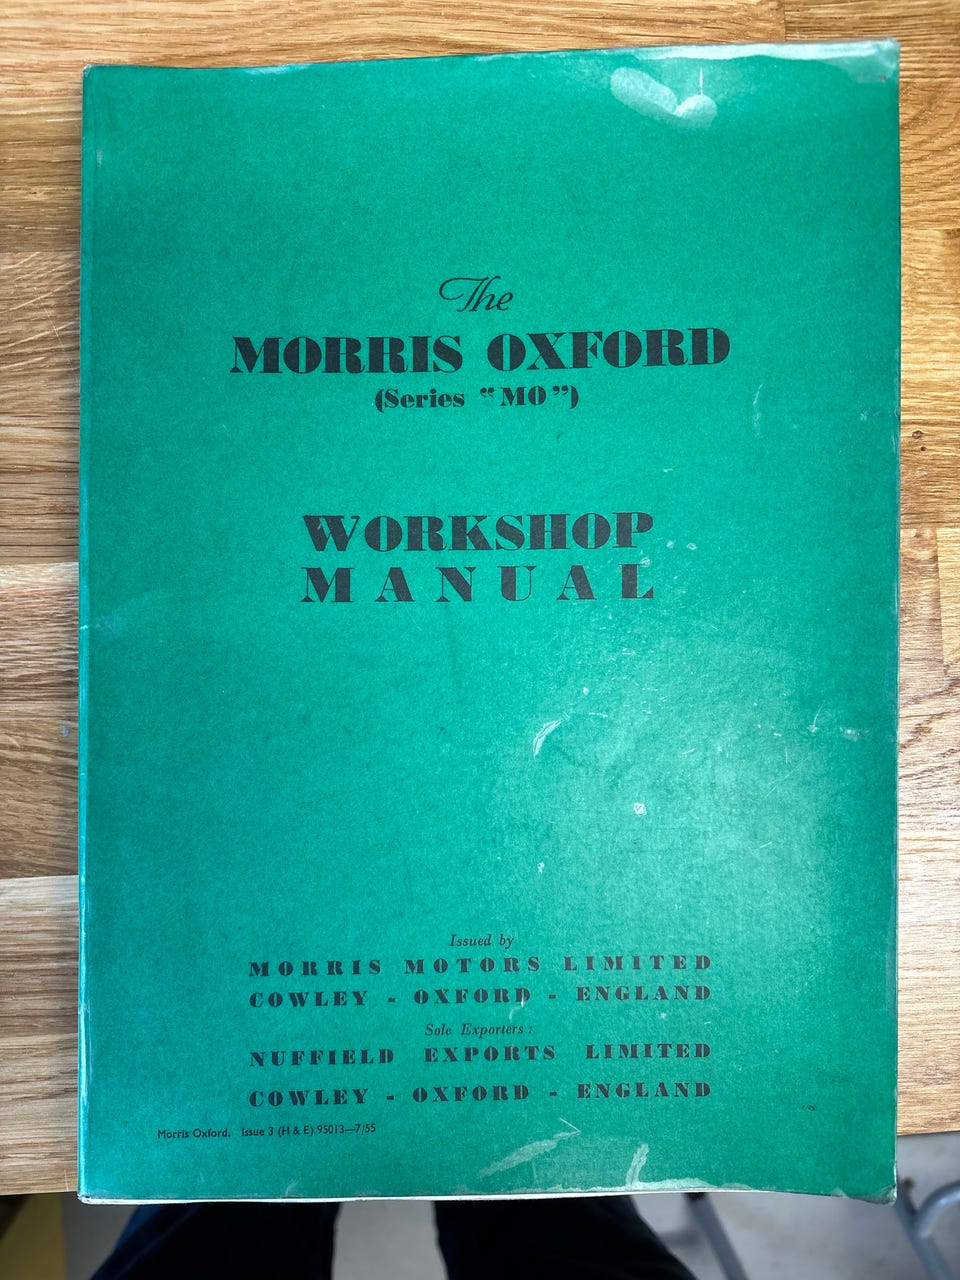 The
MORRIS OXFORD
(Series “MO”)
WORKSHOP
MANUAL
Issued by
MORRIS MOTORS LIMITED
COWLEY - OXFORD - ENGLAND
Sole Exporters:
NUFFIELD EXPORTS LIMITED
COWLEY - OXFORD - ENGLAND
Morris Oxford. Issue 3 (H & E) 95013—7/55